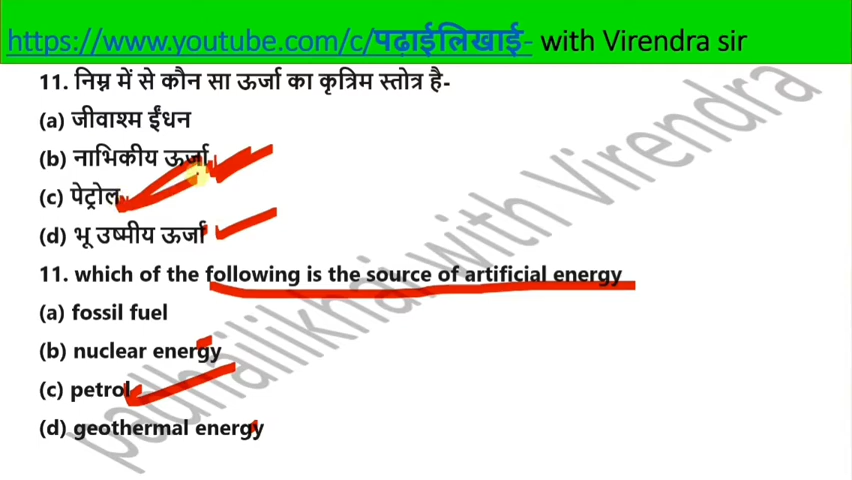 https://www.youtube.com/c/पढ़ाईलिखाई- with Virendra sir
11. निम्न में से कौन सा ऊर्जा का कृत्रिम स्तोत्र है-
(a) जीवाश्म ईंधन
(b) नाभिकीय ऊर्जा
(c) पेट्रोल
(d) भू उष्मीय ऊर्जा
11. which of the following is the source of artificial energy
(a) fossil fuel
(b) nuclear energy
(c) petrol
(d) geothermal energy
padhailikhai with Virendra